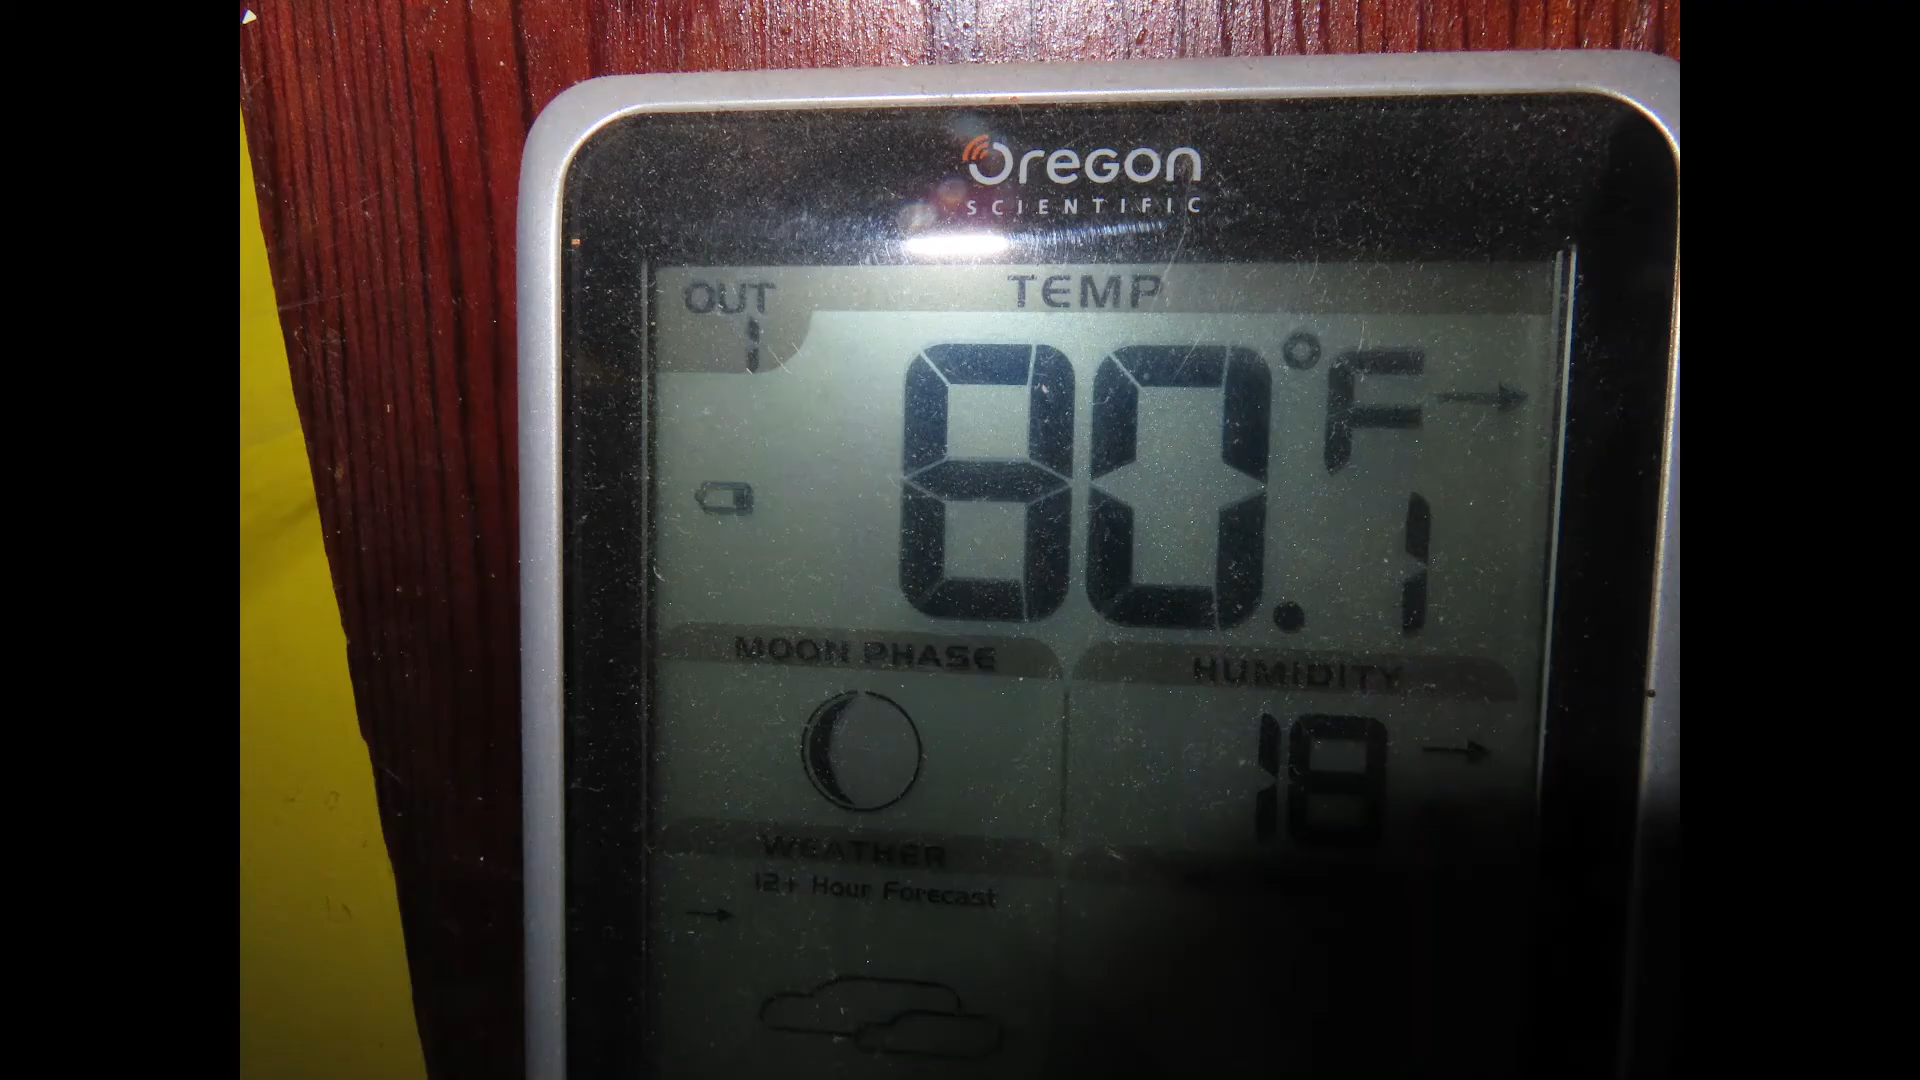 Oregon
SCIENTIFIC
OUT
1
TEMP
80.1 °F
MOON PHASE
HUMIDITY
18
WEATHER
12+ Hour Forecast